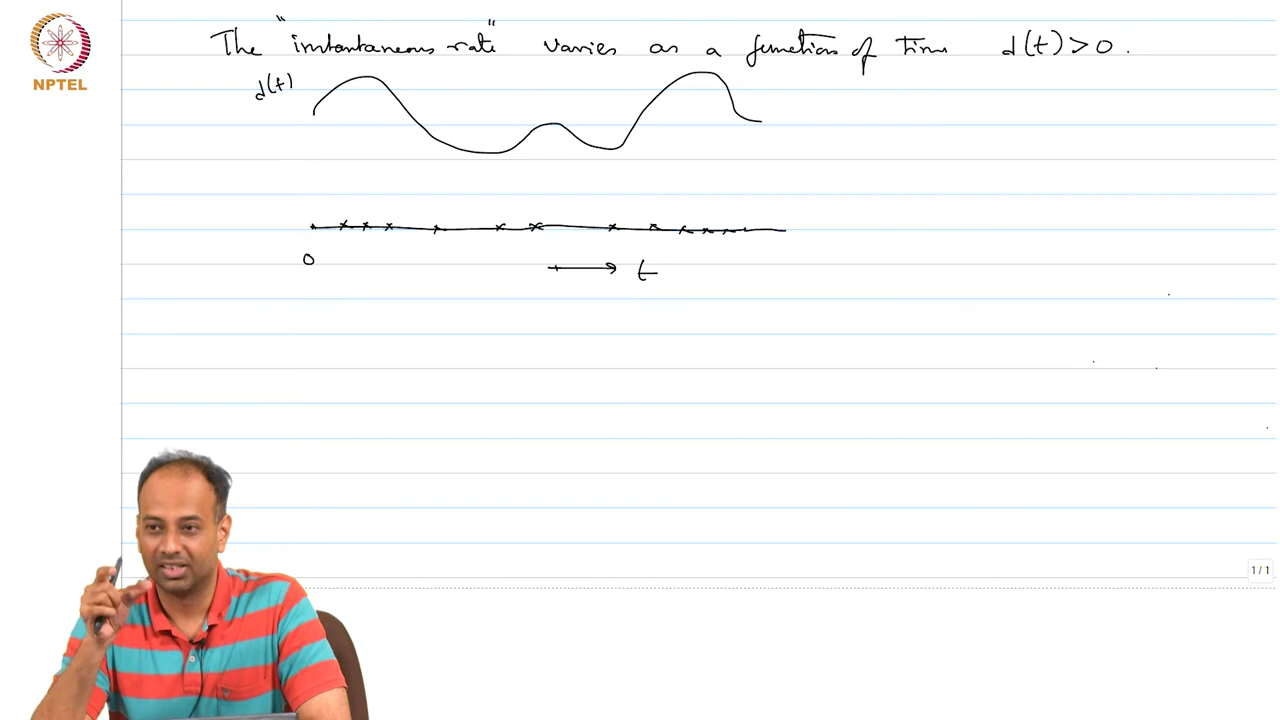 The "instantaneous rate" varies as a function of time λ(t) > 0.
λ(t)
0
t
NPTEL
1 / 1